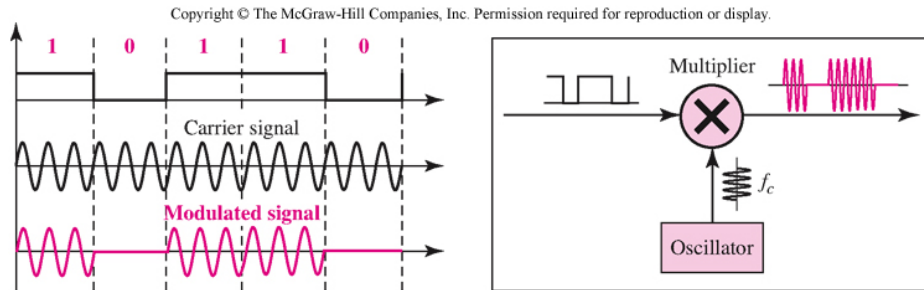 Copyright © The McGraw-Hill Companies, Inc. Permission required for reproduction or display.
1 0 1 1 0
Carrier signal
Modulated signal
Multiplier
fc
Oscillator